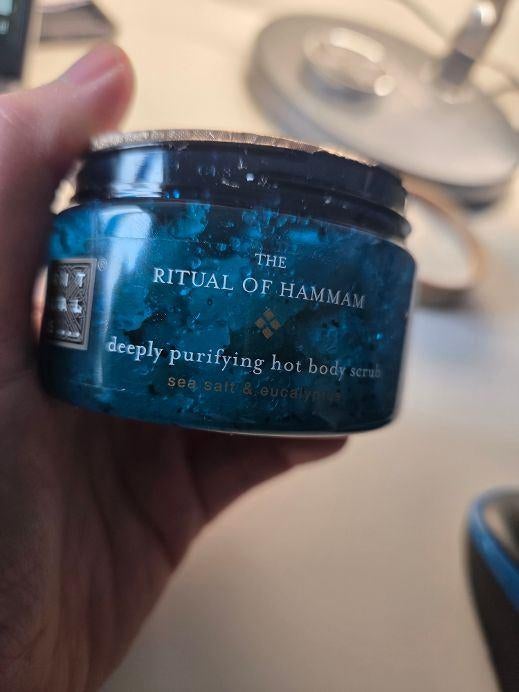 THE
RITUAL OF HAMMAM
deeply purifying hot body scrub
sea salt & eucalyptus